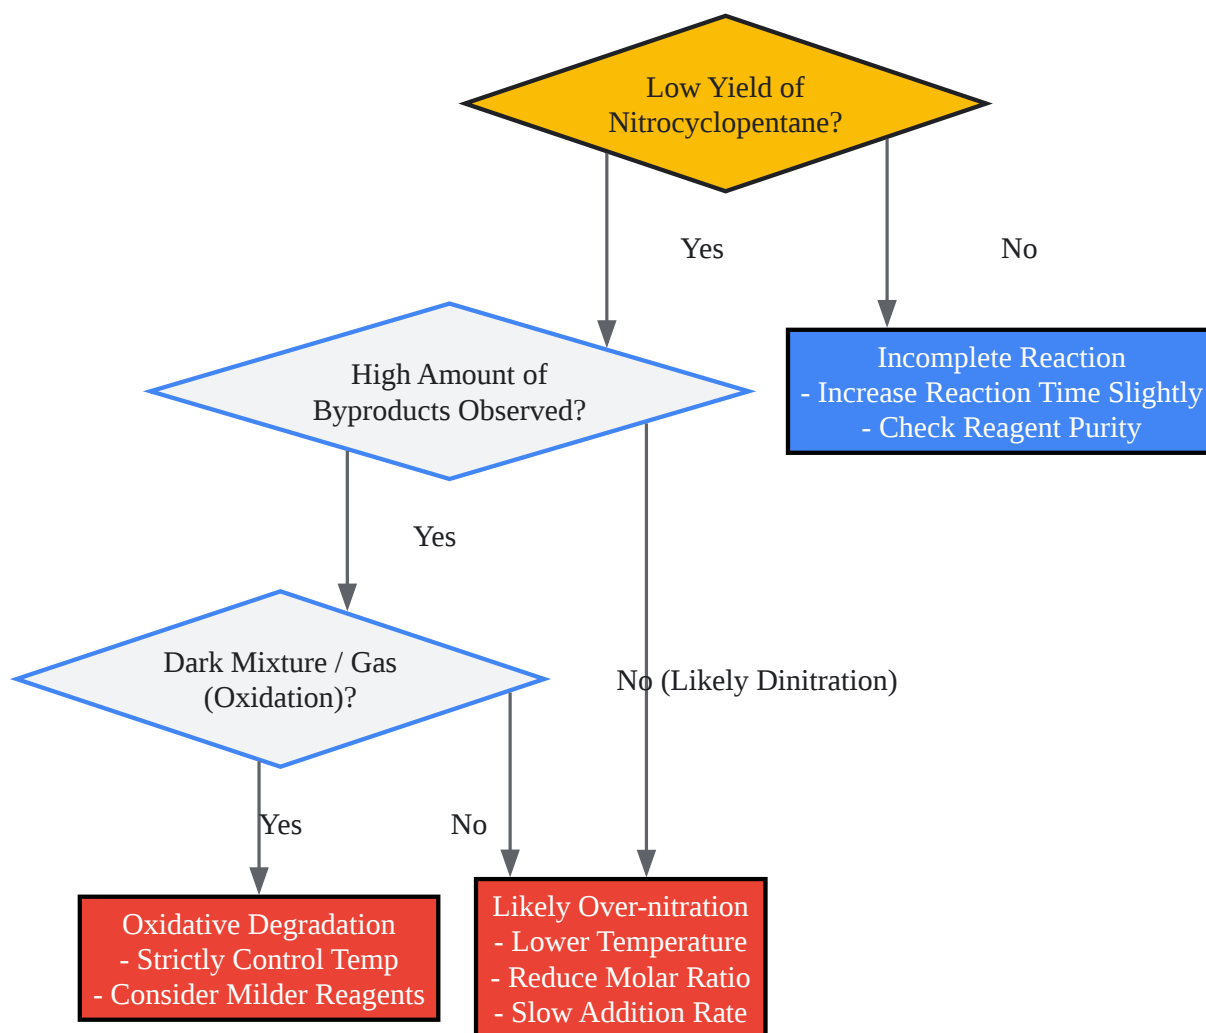 Low Yield of
Nitrocyclopentane?
Yes
No
High Amount of
Byproducts Observed?
Incomplete Reaction
- Increase Reaction Time Slightly
- Check Reagent Purity
Yes
Dark Mixture / Gas
(Oxidation)?
No (Likely Dinitration)
Yes
No
Oxidative Degradation
- Strictly Control Temp
- Consider Milder Reagents
Likely Over-nitration
- Lower Temperature
- Reduce Molar Ratio
- Slow Addition Rate